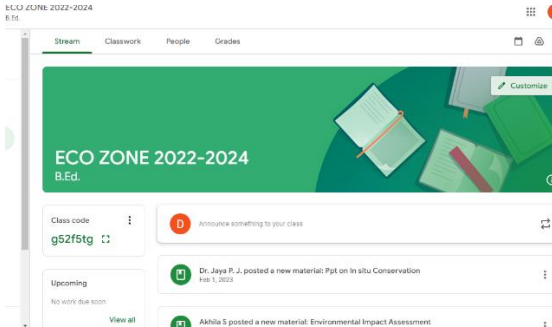 ECO ZONE 2022-2024
B.Ed.
Stream Classwork People Grades
Customize
ECO ZONE 2022-2024
B.Ed.
Class code
g52f5tg
D
Announce something to your class
Dr. Jaya P. J. posted a new material: Ppt on In situ Conservation
Feb 1, 2023
Upcoming
No work due soon
View all
Akhila S posted a new material: Environmental Impact Assessment